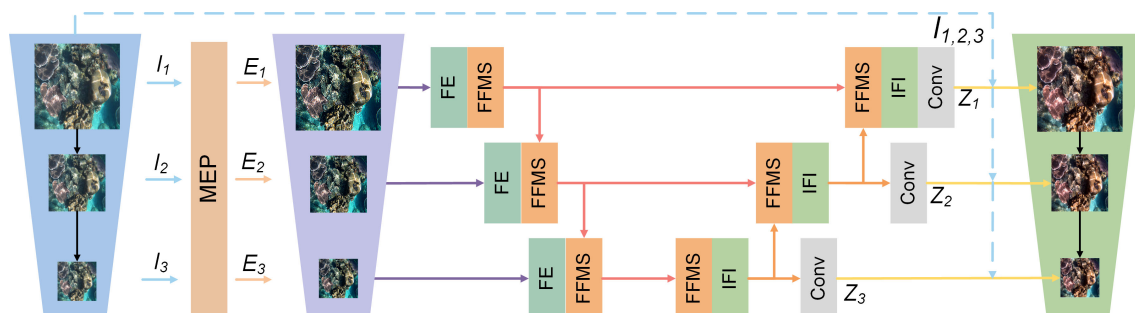 I1,2,3
I1
E1
FE
FFMS
FFMS
IFI
Conv
Z1
I2
MEP
E2
FE
FFMS
FFMS
IFI
Conv
Z2
I3
E3
FE
FFMS
FFMS
IFI
Conv
Z3